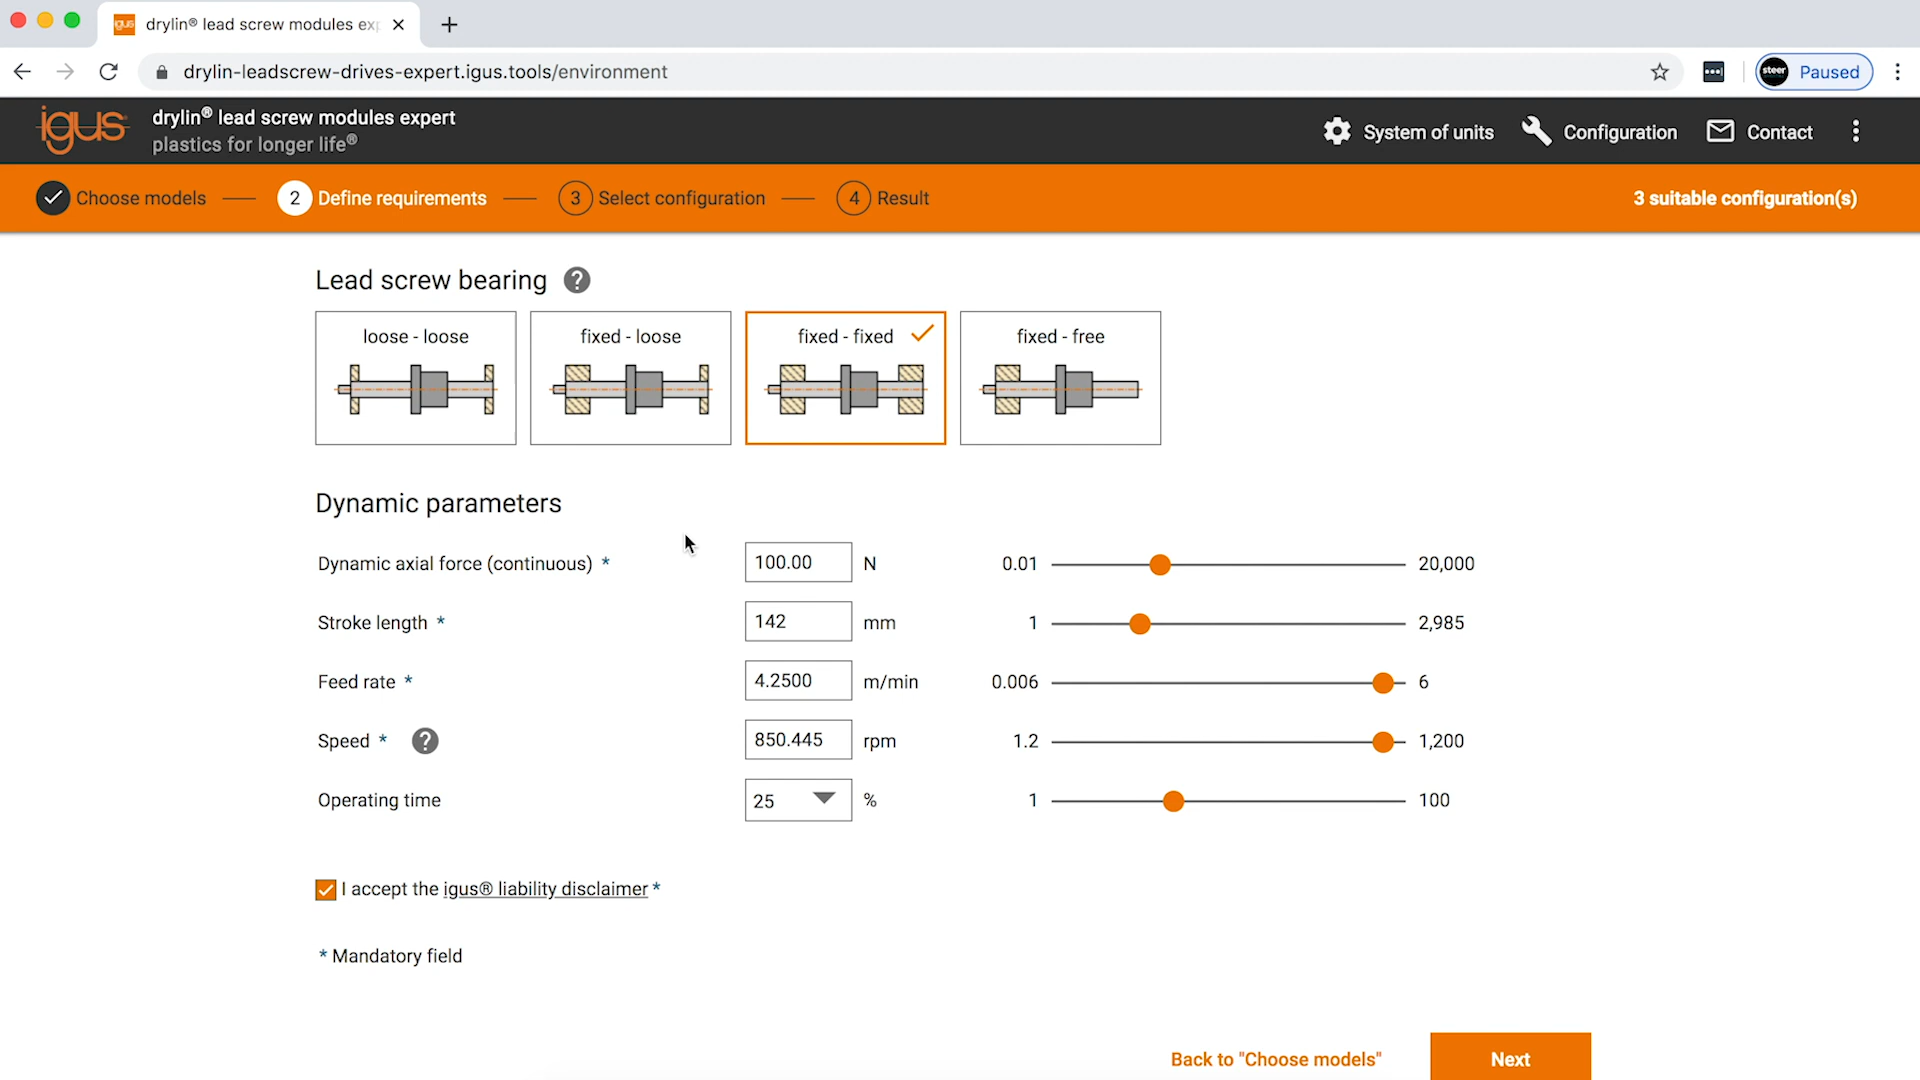 igus drylin® lead screw modules exp
drylin-leadscrew-drives-expert.igus.tools/environment
steer Paused
igus® drylin® lead screw modules expert
plastics for longer life®
System of units Configuration Contact
Choose models 2 Define requirements 3 Select configuration 4 Result 3 suitable configuration(s)
Lead screw bearing ?
loose - loose fixed - loose fixed - fixed fixed - free
Dynamic parameters
Dynamic axial force (continuous) * 100.00 N 0.01 20,000
Stroke length * 142 mm 1 2,985
Feed rate * 4.2500 m/min 0.006 6
Speed * ? 850.445 rpm 1.2 1,200
Operating time 25 % 1 100
I accept the igus® liability disclaimer *
* Mandatory field
Back to "Choose models" Next